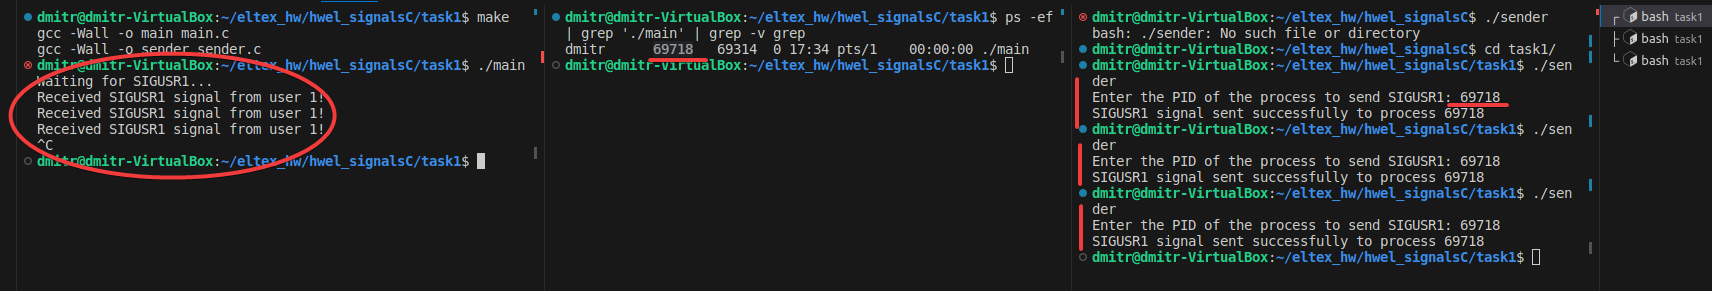 dmitr@dmitr-VirtualBox:~/eltex_hw/hwel_signalsC/task1$ make
gcc -Wall -o main main.c
gcc -Wall -o sender sender.c
dmitr@dmitr-VirtualBox:~/eltex_hw/hwel_signalsC/task1$ ./main
Waiting for SIGUSR1...
Received SIGUSR1 signal from user 1!
Received SIGUSR1 signal from user 1!
Received SIGUSR1 signal from user 1!
^C
dmitr@dmitr-VirtualBox:~/eltex_hw/hwel_signalsC/task1$
dmitr@dmitr-VirtualBox:~/eltex_hw/hwel_signalsC/task1$ ps -ef
| grep './main' | grep -v grep
dmitr 69718 69314 0 17:34 pts/1 00:00:00 ./main
dmitr@dmitr-VirtualBox:~/eltex_hw/hwel_signalsC/task1$
dmitr@dmitr-VirtualBox:~/eltex_hw/hwel_signalsC$ ./sender
bash: ./sender: No such file or directory
dmitr@dmitr-VirtualBox:~/eltex_hw/hwel_signalsC$ cd task1/
dmitr@dmitr-VirtualBox:~/eltex_hw/hwel_signalsC/task1$ ./sen
der
Enter the PID of the process to send SIGUSR1: 69718
SIGUSR1 signal sent successfully to process 69718
dmitr@dmitr-VirtualBox:~/eltex_hw/hwel_signalsC/task1$ ./sen
der
Enter the PID of the process to send SIGUSR1: 69718
SIGUSR1 signal sent successfully to process 69718
dmitr@dmitr-VirtualBox:~/eltex_hw/hwel_signalsC/task1$ ./sen
der
Enter the PID of the process to send SIGUSR1: 69718
SIGUSR1 signal sent successfully to process 69718
dmitr@dmitr-VirtualBox:~/eltex_hw/hwel_signalsC/task1$
bash task1
bash task1
bash task1